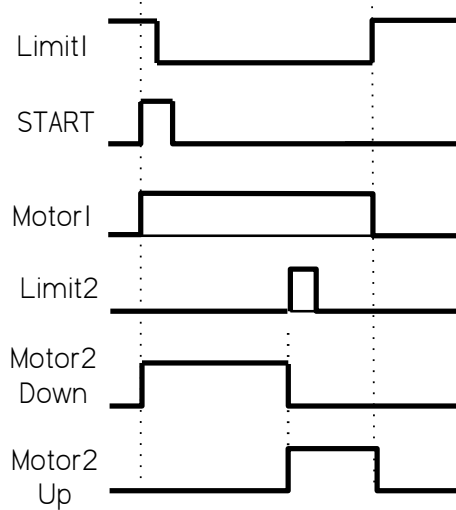 Limit1
START
Motor1
Limit2
Motor2
Down
Motor2
Up